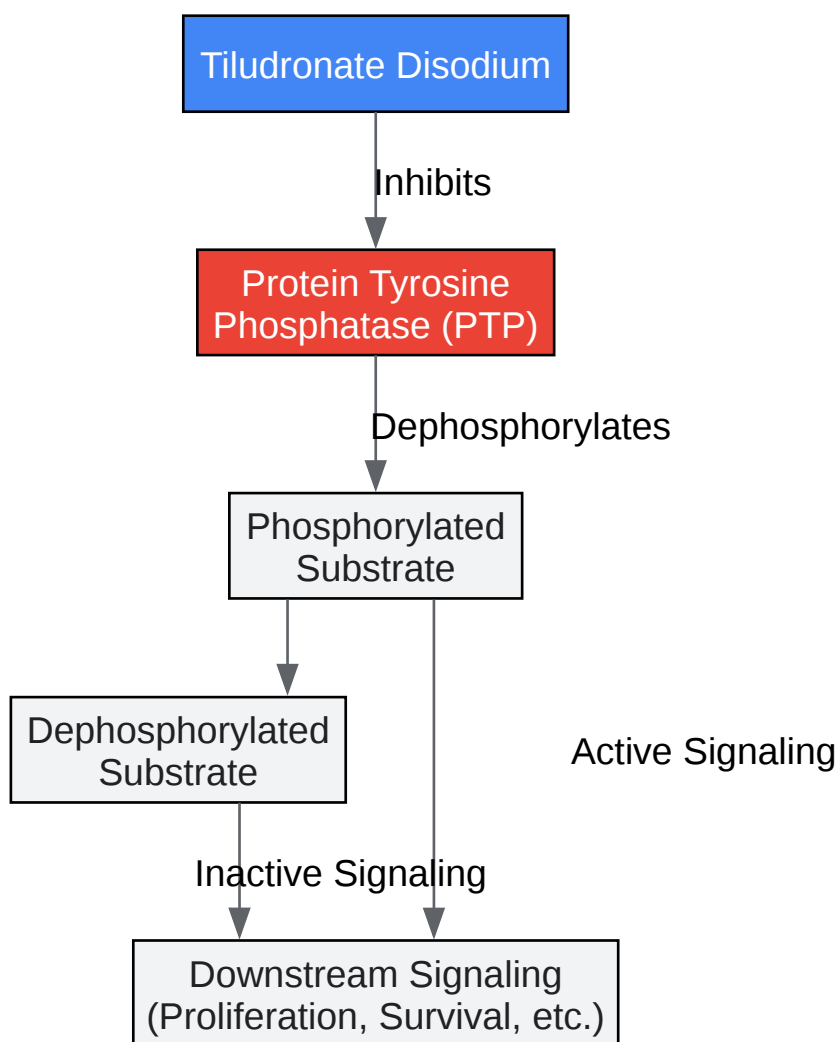 Tiludronate Disodium
Inhibits
Protein Tyrosine
Phosphatase (PTP)
Dephosphorylates
Phosphorylated
Substrate
Dephosphorylated
Substrate
Active Signaling
Inactive Signaling
Downstream Signaling
(Proliferation, Survival, etc.)